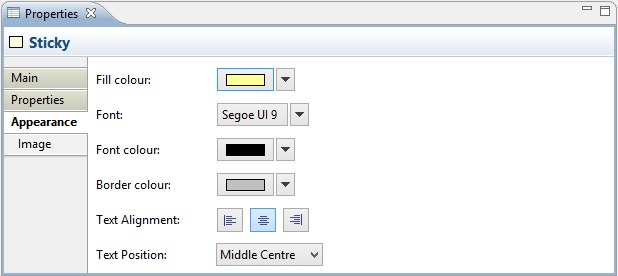 Properties
Sticky
Main
Properties
Appearance
Image
Fill colour:
Font: Segoe UI 9
Font colour:
Border colour:
Text Alignment:
Text Position: Middle Centre